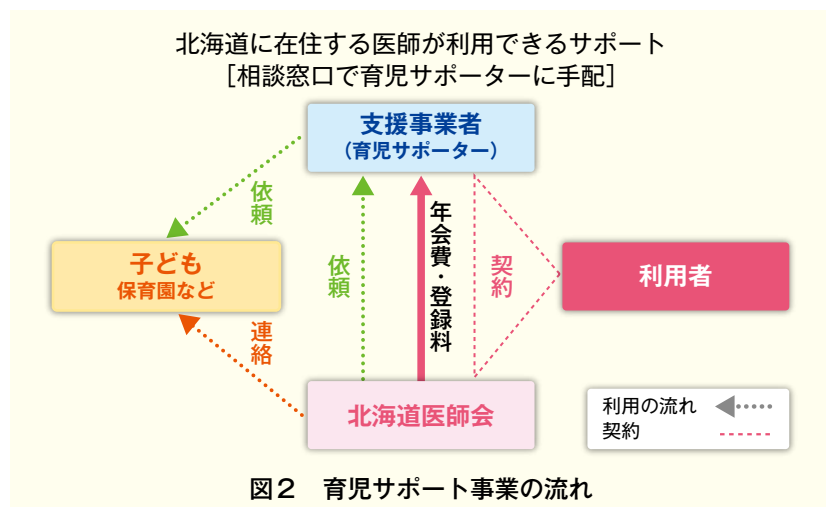 北海道に在住する医師が利用できるサポート
［相談窓口で育児サポーターに手配］
支援事業者
（育児サポーター）
依頼
子ども
保育園など
依頼
年会費・登録料
契約
利用者
連絡
北海道医師会
利用の流れ
契約
図２　育児サポート事業の流れ